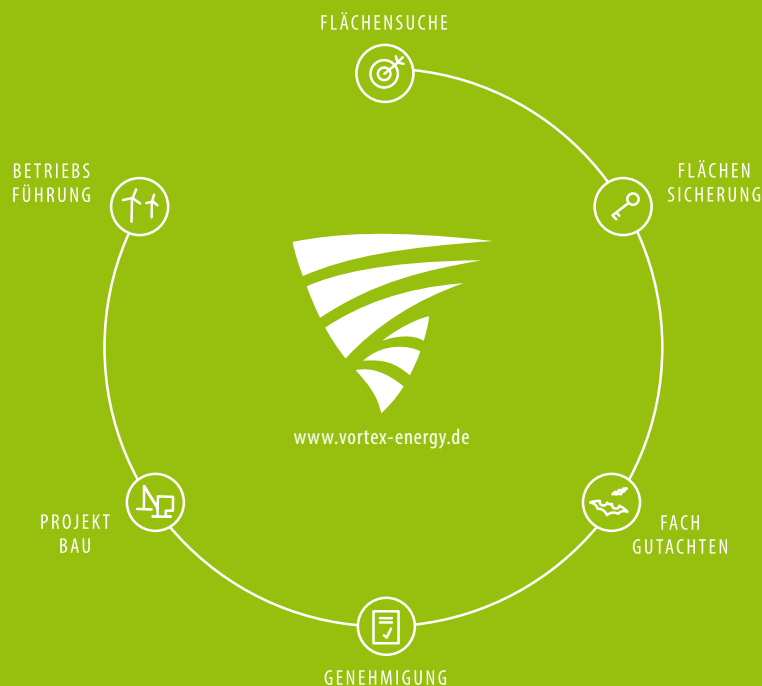 FLÄCHENSUCHE
FLÄCHEN
SICHERUNG
FACH
GUTACHTEN
GENEHMIGUNG
PROJEKT
BAU
BETRIEBS
FÜHRUNG
www.vortex-energy.de